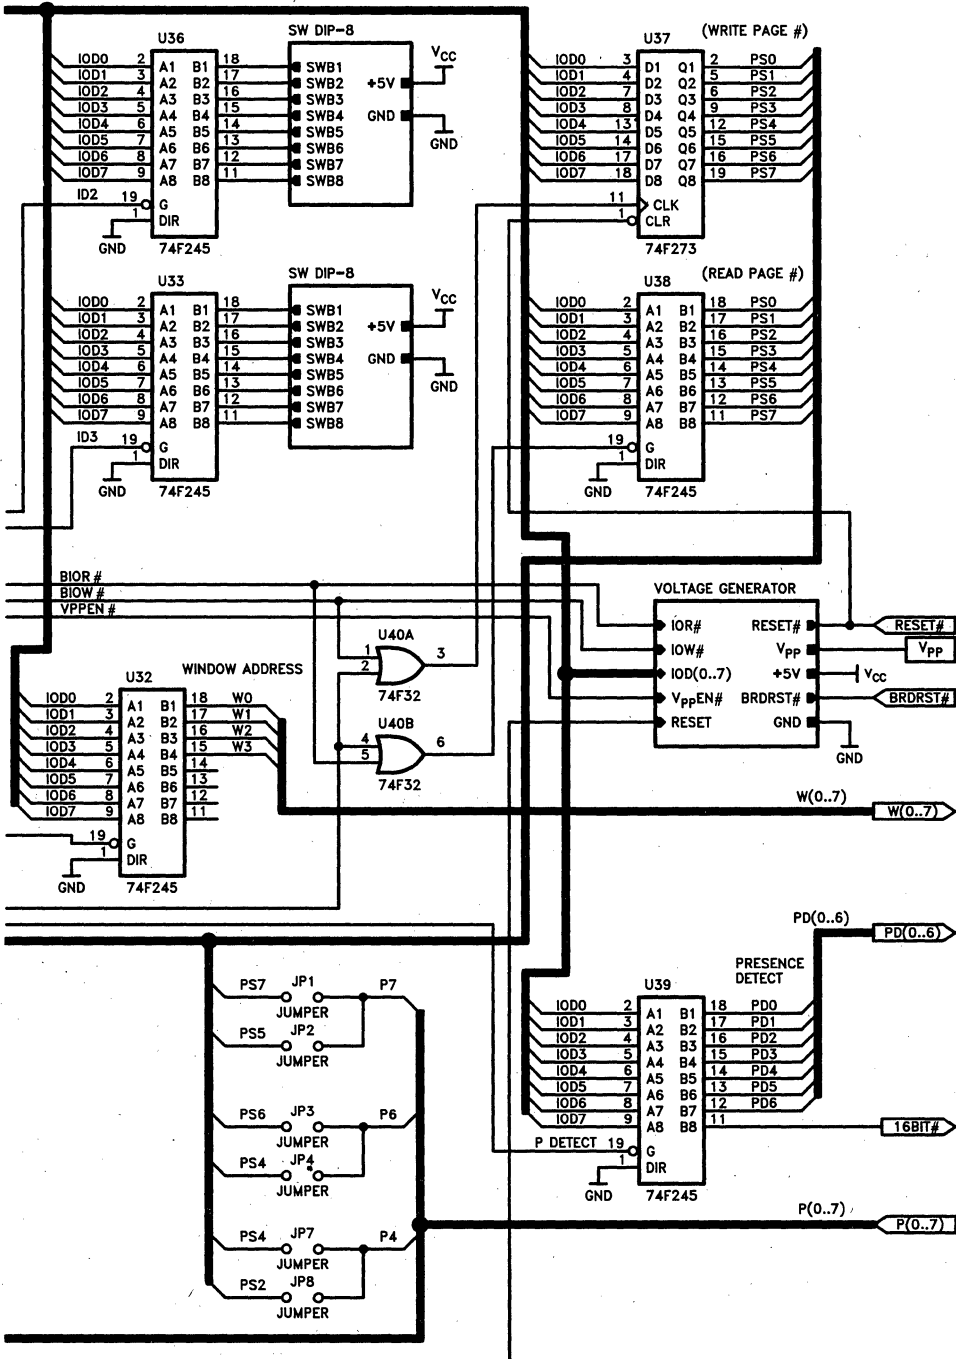 U36
SW DIP-8
IOD0 2 A1 B1 18 SWB1
IOD1 3 A2 B2 17 SWB2
IOD2 4 A3 B3 16 SWB3
IOD3 5 A4 B4 15 SWB4
IOD4 6 A5 B5 14 SWB5
IOD5 7 A6 B6 13 SWB6
IOD6 8 A7 B7 12 SWB7
IOD7 9 A8 B8 11 SWB8
+5V VCC
GND
GND
ID2 19 G
1 DIR
GND
74F245
U37
(WRITE PAGE #)
IOD0 3 D1 Q1 2 PS0
IOD1 4 D2 Q2 5 PS1
IOD2 7 D3 Q3 6 PS2
IOD3 8 D4 Q4 9 PS3
IOD4 13 D5 Q5 12 PS4
IOD5 14 D6 Q6 15 PS5
IOD6 17 D7 Q7 16 PS6
IOD7 18 D8 Q8 19 PS7
11 CLK
1 CLR
74F273
U33
SW DIP-8
IOD0 2 A1 B1 18 SWB1
IOD1 3 A2 B2 17 SWB2
IOD2 4 A3 B3 16 SWB3
IOD3 5 A4 B4 15 SWB4
IOD4 6 A5 B5 14 SWB5
IOD5 7 A6 B6 13 SWB6
IOD6 8 A7 B7 12 SWB7
IOD7 9 A8 B8 11 SWB8
+5V VCC
GND
GND
ID3 19 G
1 DIR
GND
74F245
U38
(READ PAGE #)
IOD0 2 A1 B1 18 PS0
IOD1 3 A2 B2 17 PS1
IOD2 4 A3 B3 16 PS2
IOD3 5 A4 B4 15 PS3
IOD4 6 A5 B5 14 PS4
IOD5 7 A6 B6 13 PS5
IOD6 8 A7 B7 12 PS6
IOD7 9 A8 B8 11 PS7
19 G
1 DIR
GND
74F245
BIOR #
BIOW #
VPPEN #
U40A
1
2
3
74F32
U40B
4
5
6
74F32
VOLTAGE GENERATOR
IOR# RESET# RESET#
IOW# VPP VPP
IOD(0..7) +5V VCC
VPPEN# BRDRST# BRDRST#
RESET GND
GND
U32
WINDOW ADDRESS
IOD0 2 A1 B1 18 W0
IOD1 3 A2 B2 17 W1
IOD2 4 A3 B3 16 W2
IOD3 5 A4 B4 15 W3
IOD4 6 A5 B5 14
IOD5 7 A6 B6 13
IOD6 8 A7 B7 12
IOD7 9 A8 B8 11
19 G
1 DIR
GND
74F245
W(0..7)
W(0..7)
PS7 JP1 P7
JUMPER
PS5 JP2
JUMPER
PS6 JP3 P6
JUMPER
PS4 JP4
JUMPER
PS4 JP7 P4
JUMPER
PS2 JP8
JUMPER
PD(0..6)
PD(0..6)
PRESENCE
DETECT
U39
IOD0 2 A1 B1 18 PD0
IOD1 3 A2 B2 17 PD1
IOD2 4 A3 B3 16 PD2
IOD3 5 A4 B4 15 PD3
IOD4 6 A5 B5 14 PD4
IOD5 7 A6 B6 13 PD5
IOD6 8 A7 B7 12 PD6
IOD7 9 A8 B8 11 16BIT#
P DETECT 19 G
1 DIR
GND
74F245
P(0..7)
P(0..7)